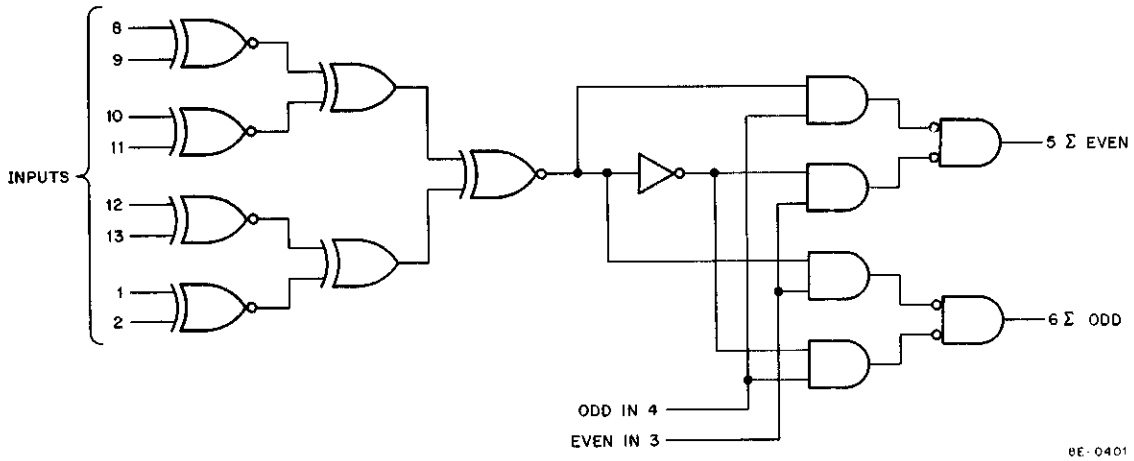 INPUTS
8
9
10
11
12
13
1
2
5 Σ EVEN
6 Σ ODD
ODD IN 4
EVEN IN 3
8E-0401